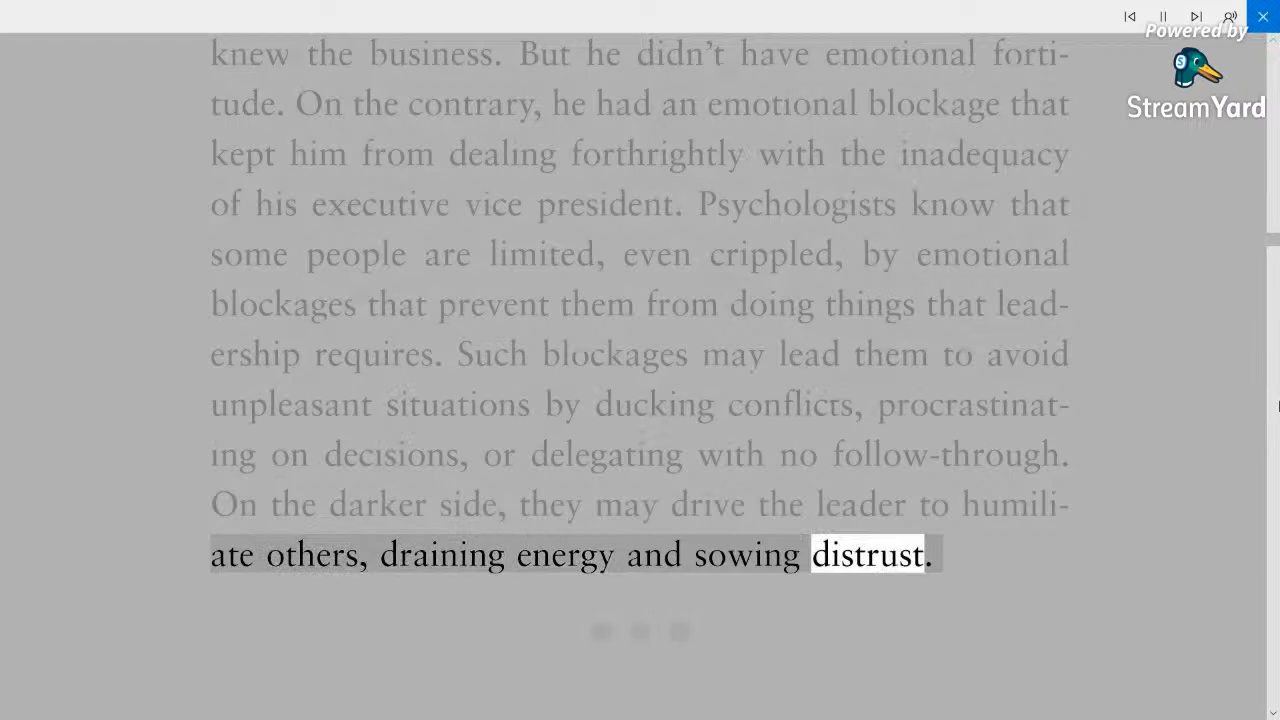 Powered by
StreamYard
knew the business. But he didn’t have emotional forti-
tude. On the contrary, he had an emotional blockage that
kept him from dealing forthrightly with the inadequacy
of his executive vice president. Psychologists know that
some people are limited, even crippled, by emotional
blockages that prevent them from doing things that lead-
ership requires. Such blockages may lead them to avoid
unpleasant situations by ducking conflicts, procrastinat-
ing on decisions, or delegating with no follow-through.
On the darker side, they may drive the leader to humili-
ate others, draining energy and sowing distrust.